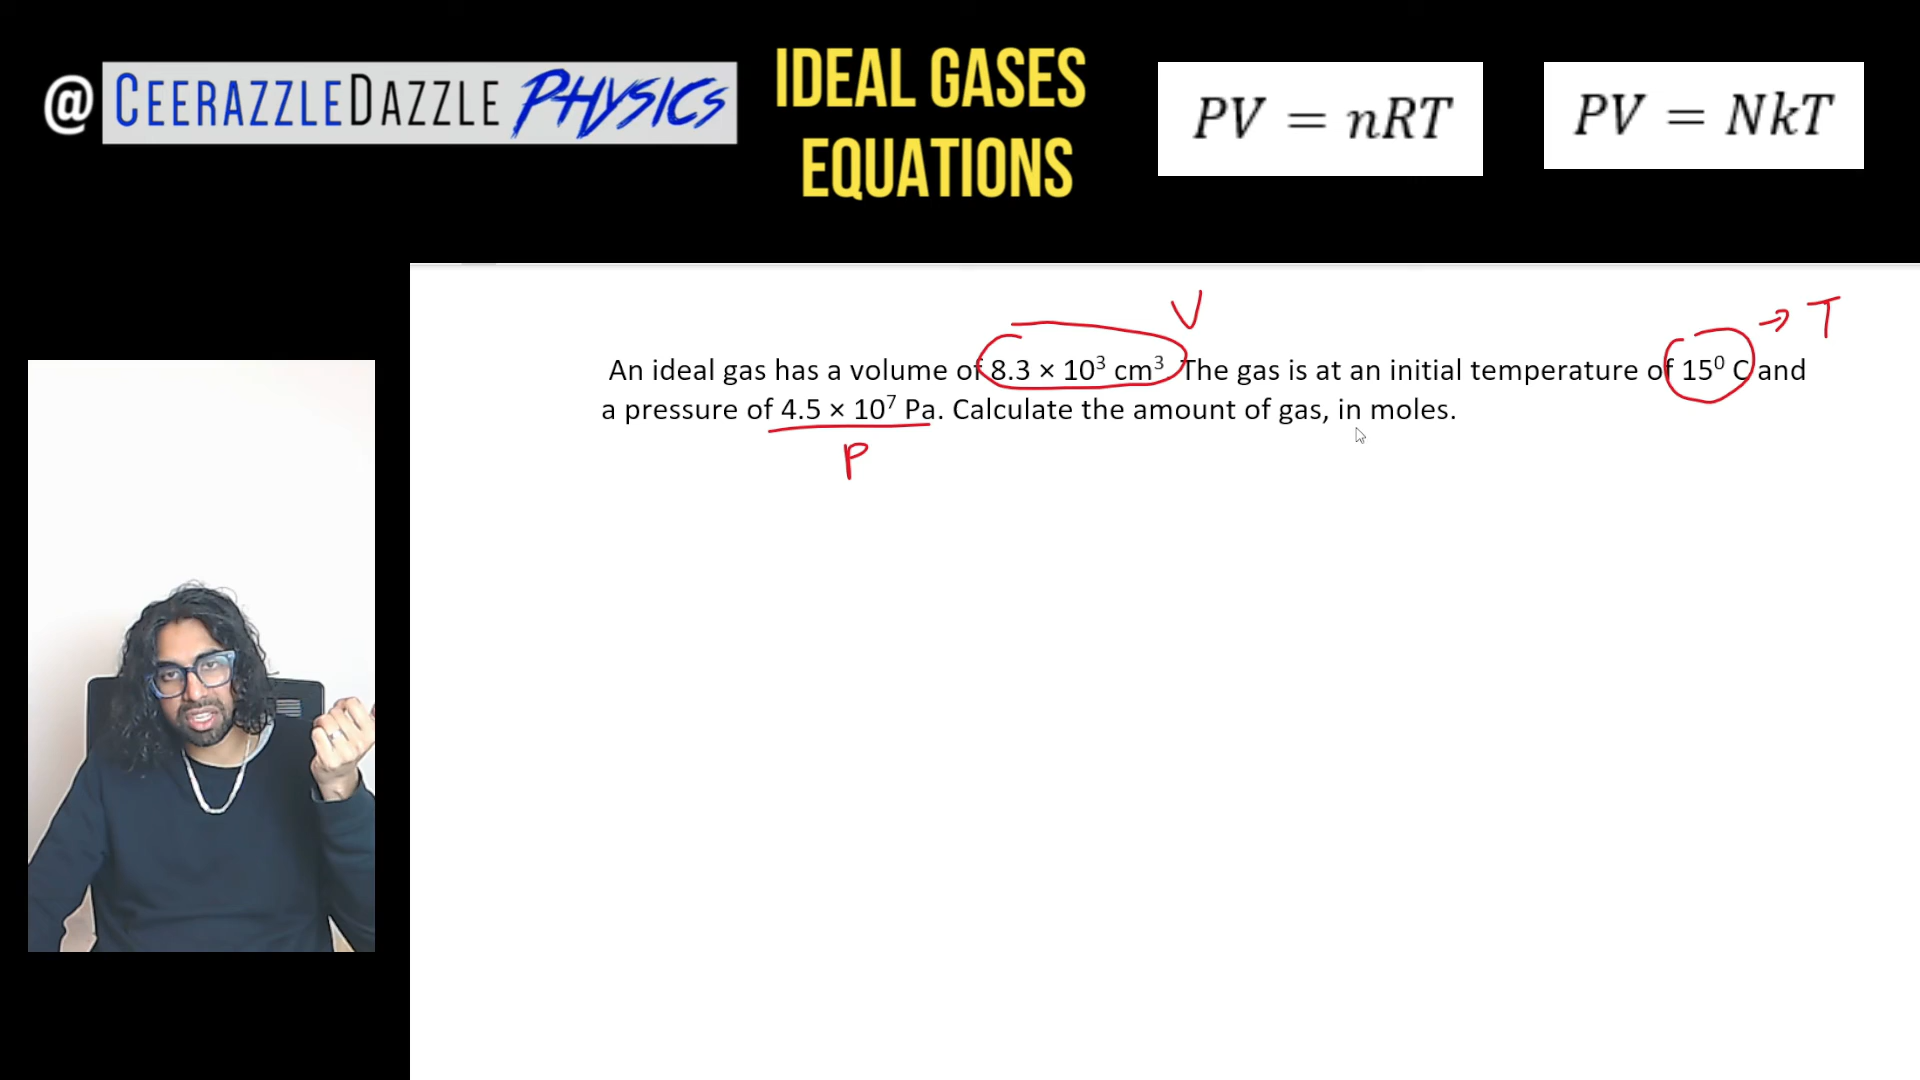 @ CEERAZZLEDAZZLE PHYSICS
IDEAL GASES
EQUATIONS
PV = nRT
PV = NkT
V
→ T
An ideal gas has a volume of 8.3 × 10³ cm³. The gas is at an initial temperature of 15⁰ C and
a pressure of 4.5 × 10⁷ Pa. Calculate the amount of gas, in moles.
P